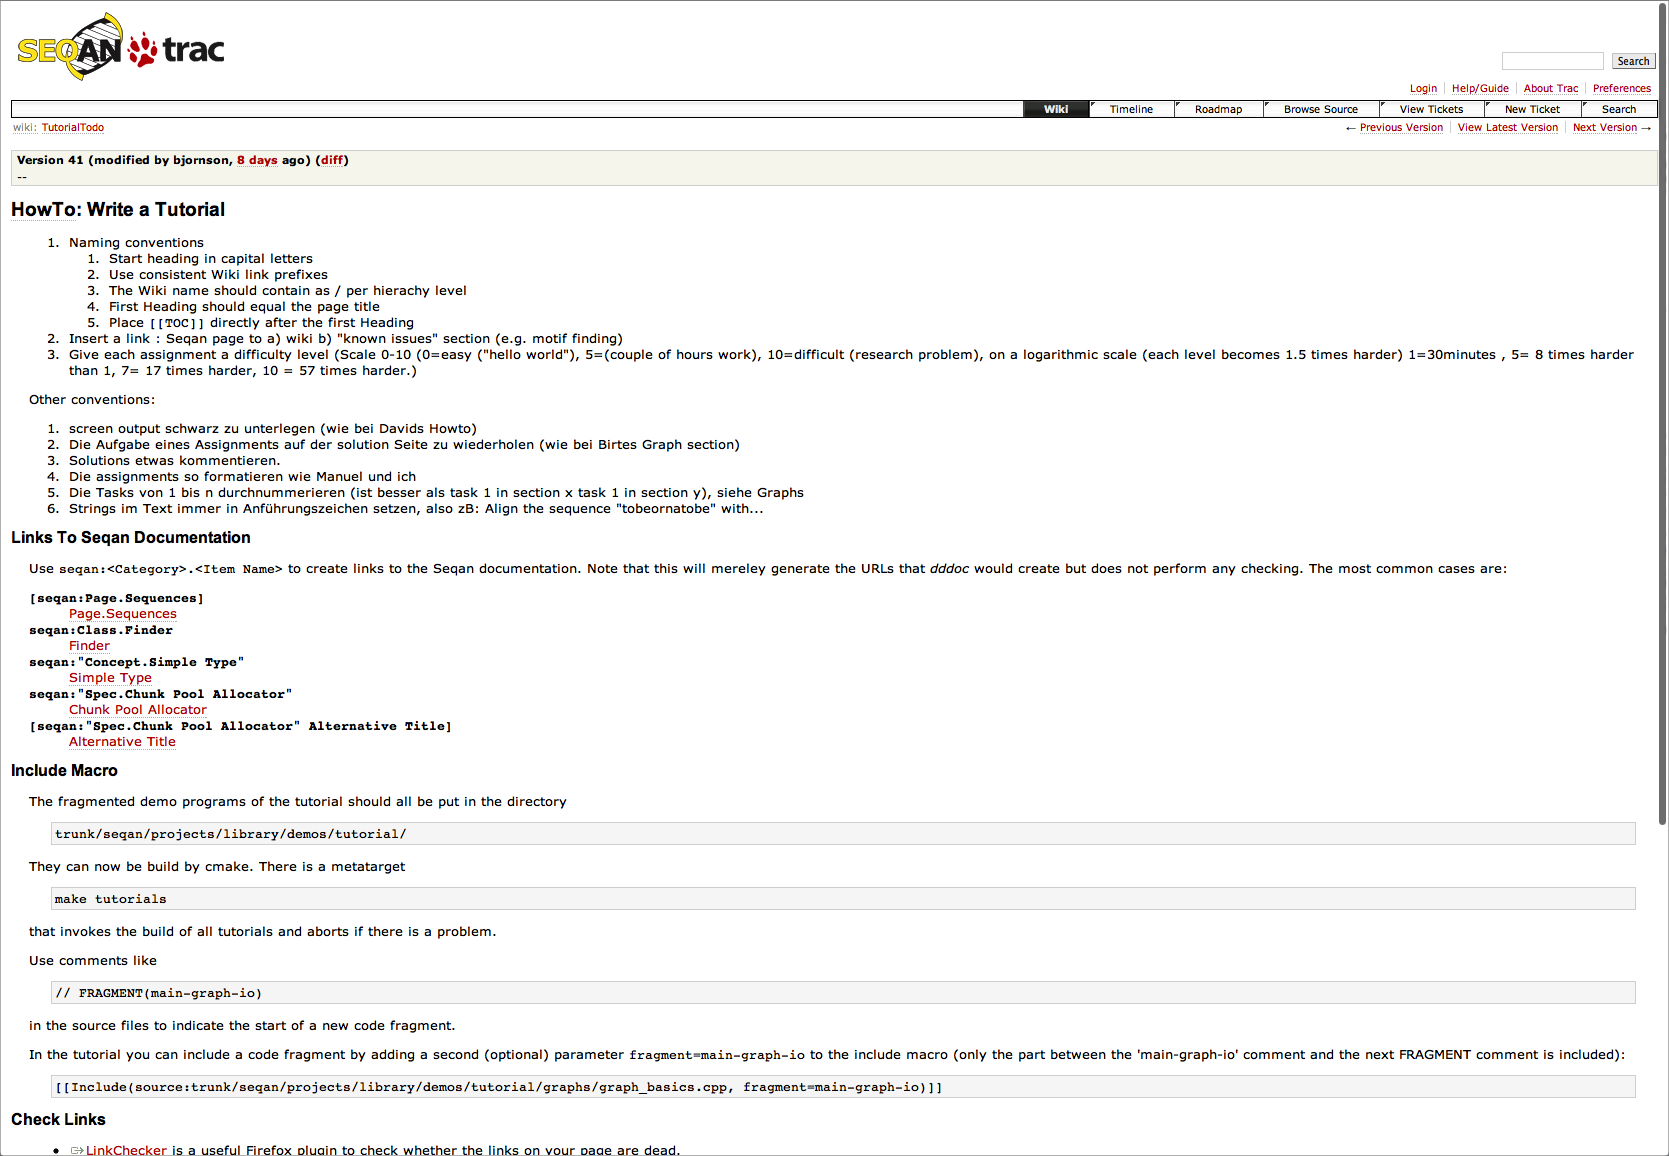 SEQAN trac
Search
Login Help/Guide About Trac Preferences
Wiki Timeline Roadmap Browse Source View Tickets New Ticket Search
wiki: TutorialTodo
← Previous Version View Latest Version Next Version →
Version 41 (modified by bjornson, 8 days ago) (diff)
--
HowTo: Write a Tutorial
1. Naming conventions
1. Start heading in capital letters
2. Use consistent Wiki link prefixes
3. The Wiki name should contain as / per hierachy level
4. First Heading should equal the page title
5. Place [[TOC]] directly after the first Heading
2. Insert a link : Seqan page to a) wiki b) "known issues" section (e.g. motif finding)
3. Give each assignment a difficulty level (Scale 0-10 (0=easy ("hello world"), 5=(couple of hours work), 10=difficult (research problem), on a logarithmic scale (each level becomes 1.5 times harder) 1=30minutes , 5= 8 times harder
than 1, 7= 17 times harder, 10 = 57 times harder.)
Other conventions:
1. screen output schwarz zu unterlegen (wie bei Davids Howto)
2. Die Aufgabe eines Assignments auf der solution Seite zu wiederholen (wie bei Birtes Graph section)
3. Solutions etwas kommentieren.
4. Die assignments so formatieren wie Manuel und ich
5. Die Tasks von 1 bis n durchnummerieren (ist besser als task 1 in section x task 1 in section y), siehe Graphs
6. Strings im Text immer in Anführungszeichen setzen, also zB: Align the sequence "tobeornatobe" with...
Links To Seqan Documentation
Use seqan:<Category>.<Item Name> to create links to the Seqan documentation. Note that this will mereley generate the URLs that dddoc would create but does not perform any checking. The most common cases are:
[seqan:Page.Sequences]
Page.Sequences
seqan:Class.Finder
Finder
seqan:"Concept.Simple Type"
Simple Type
seqan:"Spec.Chunk Pool Allocator"
Chunk Pool Allocator
[seqan:"Spec.Chunk Pool Allocator" Alternative Title]
Alternative Title
Include Macro
The fragmented demo programs of the tutorial should all be put in the directory
trunk/seqan/projects/library/demos/tutorial/
They can now be build by cmake. There is a metatarget
make tutorials
that invokes the build of all tutorials and aborts if there is a problem.
Use comments like
// FRAGMENT(main-graph-io)
in the source files to indicate the start of a new code fragment.
In the tutorial you can include a code fragment by adding a second (optional) parameter fragment=main-graph-io to the include macro (only the part between the 'main-graph-io' comment and the next FRAGMENT comment is included):
[[Include(source:trunk/seqan/projects/library/demos/tutorial/graphs/graph_basics.cpp, fragment=main-graph-io)]]
Check Links
• LinkChecker is a useful Firefox plugin to check whether the links on your page are dead.